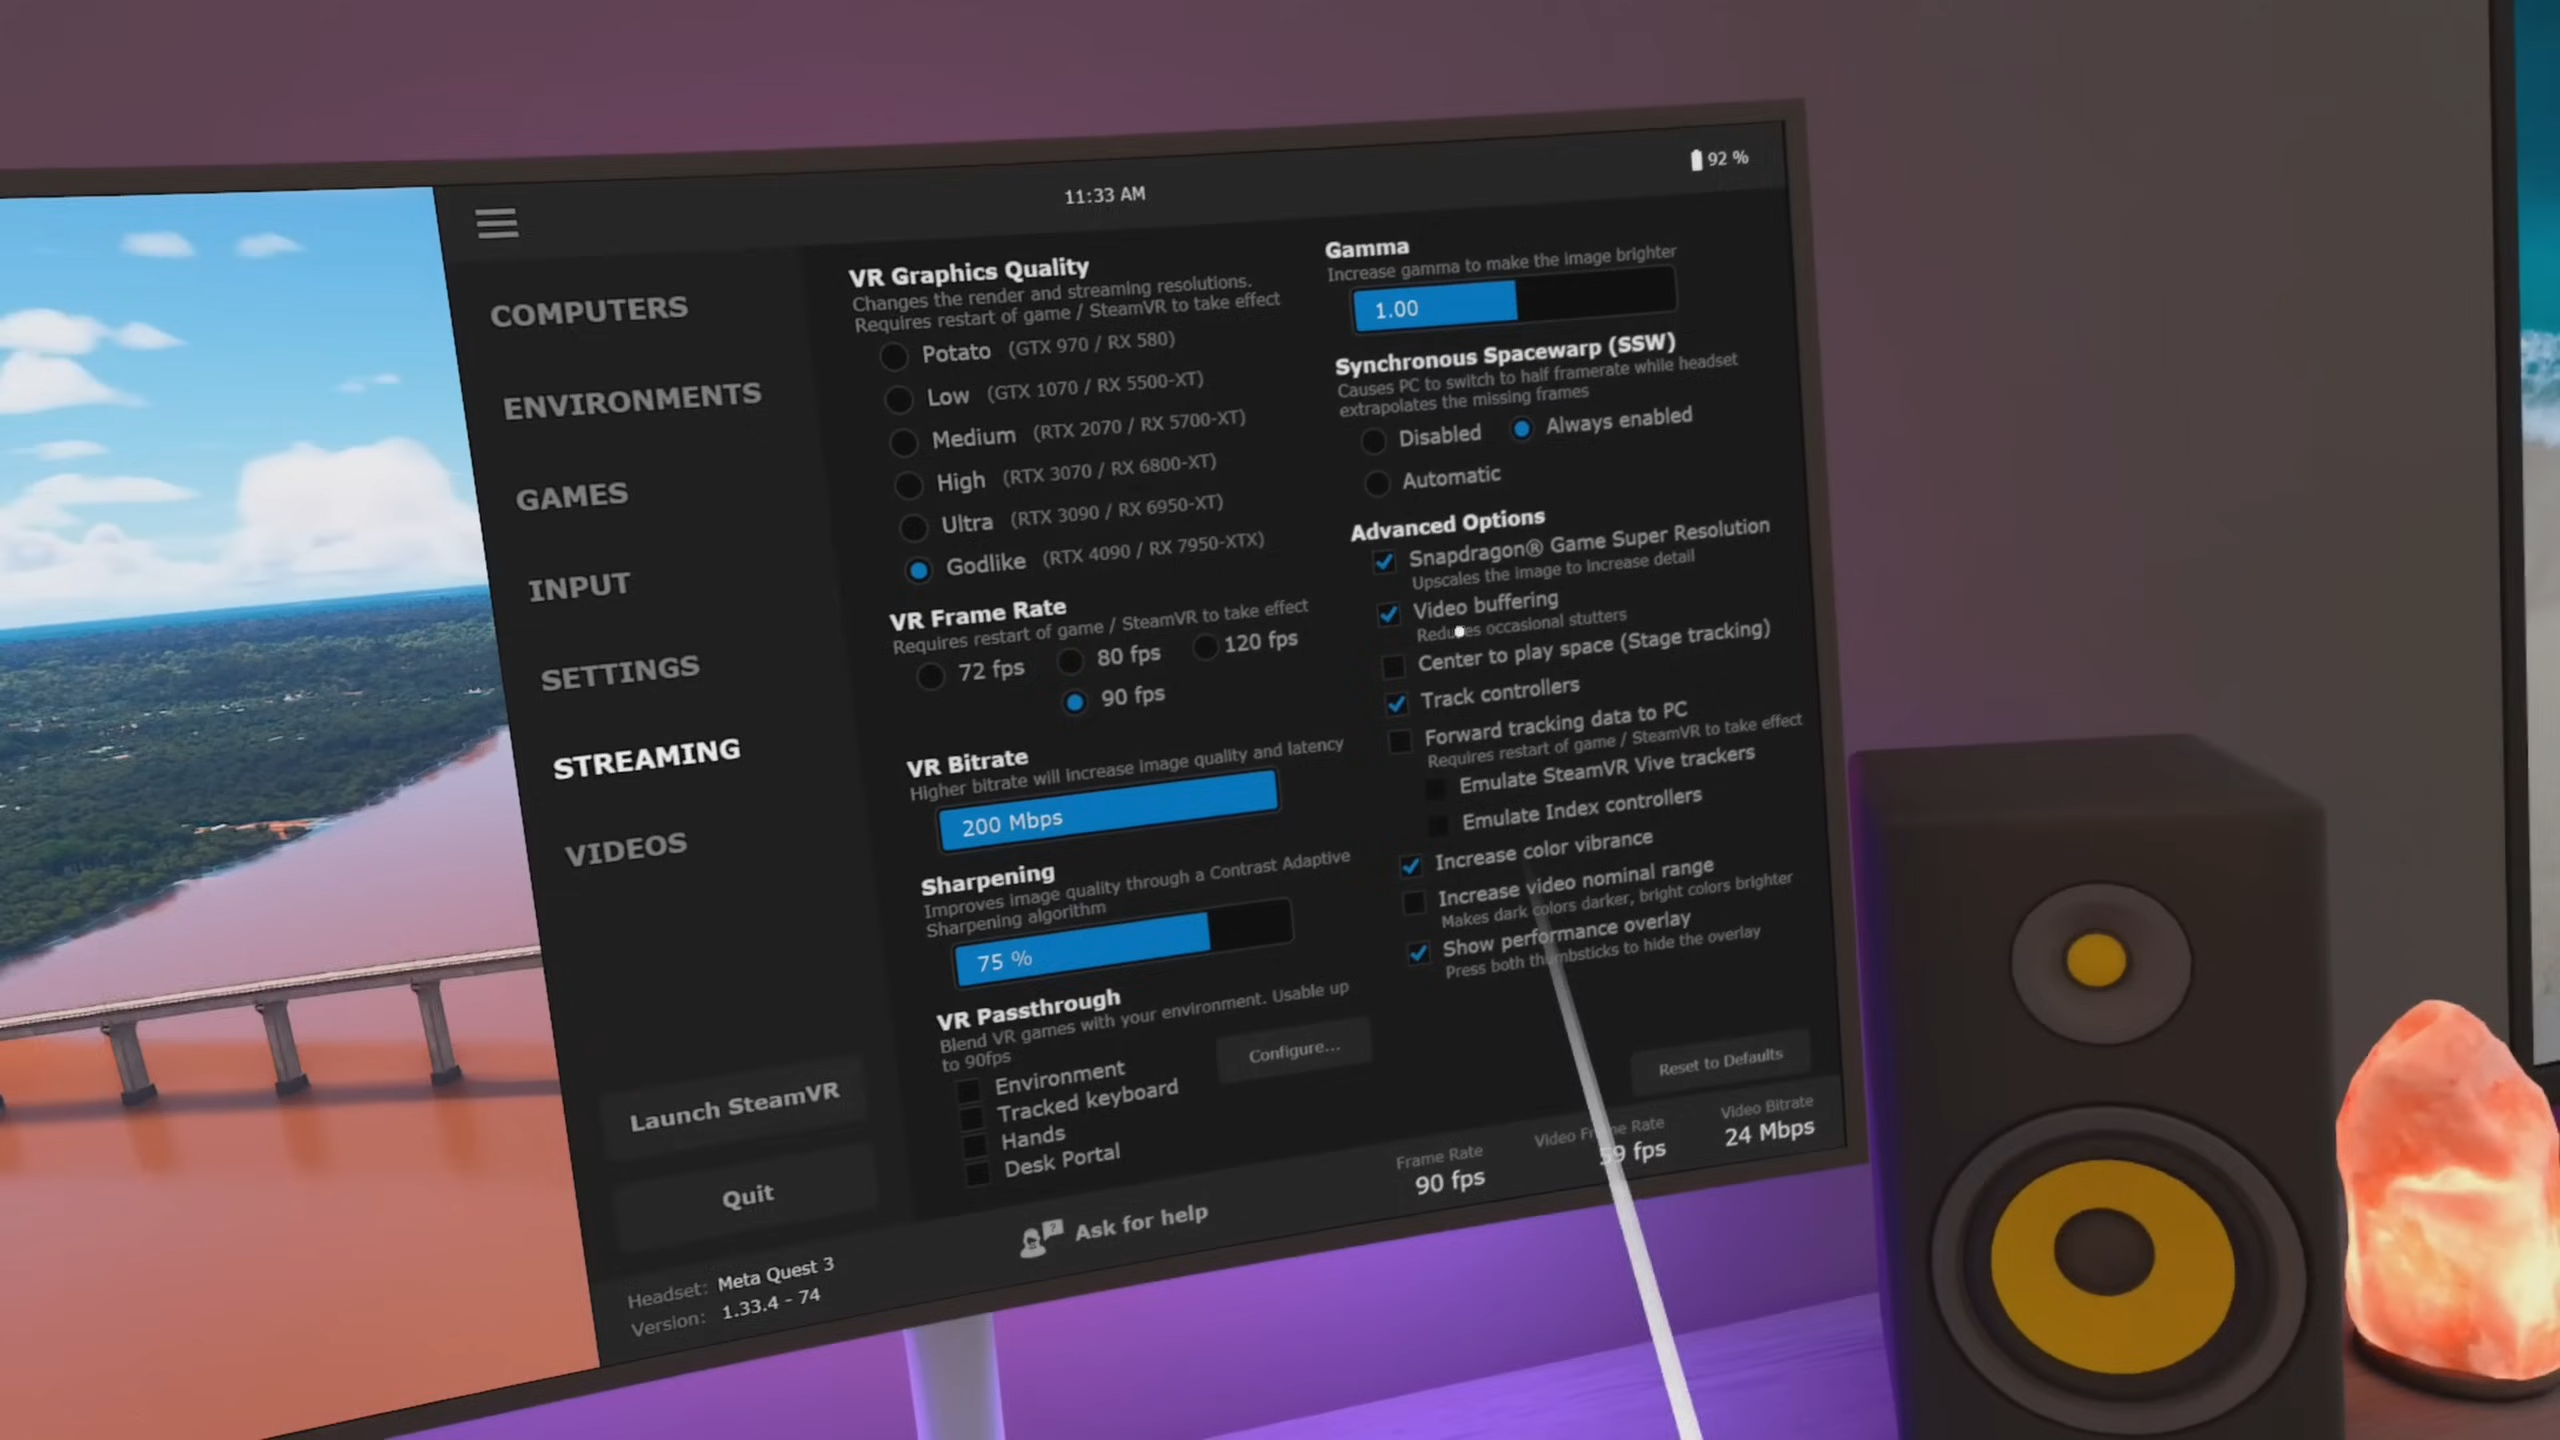 11:33 AM
92 %
COMPUTERS
ENVIRONMENTS
GAMES
INPUT
SETTINGS
STREAMING
VIDEOS
Launch SteamVR
Quit
Headset: Meta Quest 3
Version: 1.33.4 - 74
VR Graphics Quality
Changes the render and streaming resolutions.
Requires restart of game / SteamVR to take effect
Potato (GTX 970 / RX 580)
Low (GTX 1070 / RX 5500-XT)
Medium (RTX 2070 / RX 5700-XT)
High (RTX 3070 / RX 6800-XT)
Ultra (RTX 3090 / RX 6950-XT)
Godlike (RTX 4090 / RX 7950-XTX)
VR Frame Rate
Requires restart of game / SteamVR to take effect
72 fps 80 fps 120 fps
90 fps
VR Bitrate
Higher bitrate will increase image quality and latency
200 Mbps
Sharpening
Improves image quality through a Contrast Adaptive
Sharpening algorithm
75 %
VR Passthrough
Blend VR games with your environment. Usable up
to 90fps
Environment
Tracked keyboard
Hands
Desk Portal
Configure...
Gamma
Increase gamma to make the image brighter
1.00
Synchronous Spacewarp (SSW)
Causes PC to switch to half framerate while headset
extrapolates the missing frames
Disabled Always enabled
Automatic
Advanced Options
Snapdragon® Game Super Resolution
Upscales the image to increase detail
Video buffering
Reduces occasional stutters
Center to play space (Stage tracking)
Track controllers
Forward tracking data to PC
Requires restart of game / SteamVR to take effect
Emulate SteamVR Vive trackers
Emulate Index controllers
Increase color vibrance
Increase video nominal range
Makes dark colors darker, bright colors brighter
Show performance overlay
Press both thumbsticks to hide the overlay
Reset to Defaults
Ask for help
Frame Rate
90 fps
Video Frame Rate
59 fps
Video Bitrate
24 Mbps